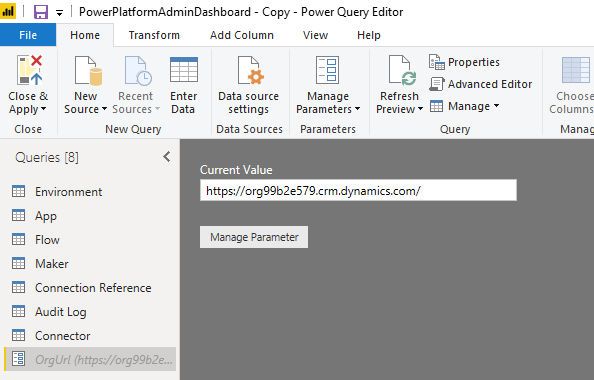 PowerPlatformAdminDashboard - Copy - Power Query Editor
File Home Transform Add Column View Help
Close & Apply
New Source
Recent Sources
Enter Data
Data source settings
Manage Parameters
Refresh Preview
Properties
Advanced Editor
Manage
Choose Columns
Close New Query Data Sources Parameters Query Manag
Queries [8]
Environment
App
Flow
Maker
Connection Reference
Audit Log
Connector
OrgUrl (https://org99b2e...
Current Value
https://org99b2e579.crm.dynamics.com/
Manage Parameter